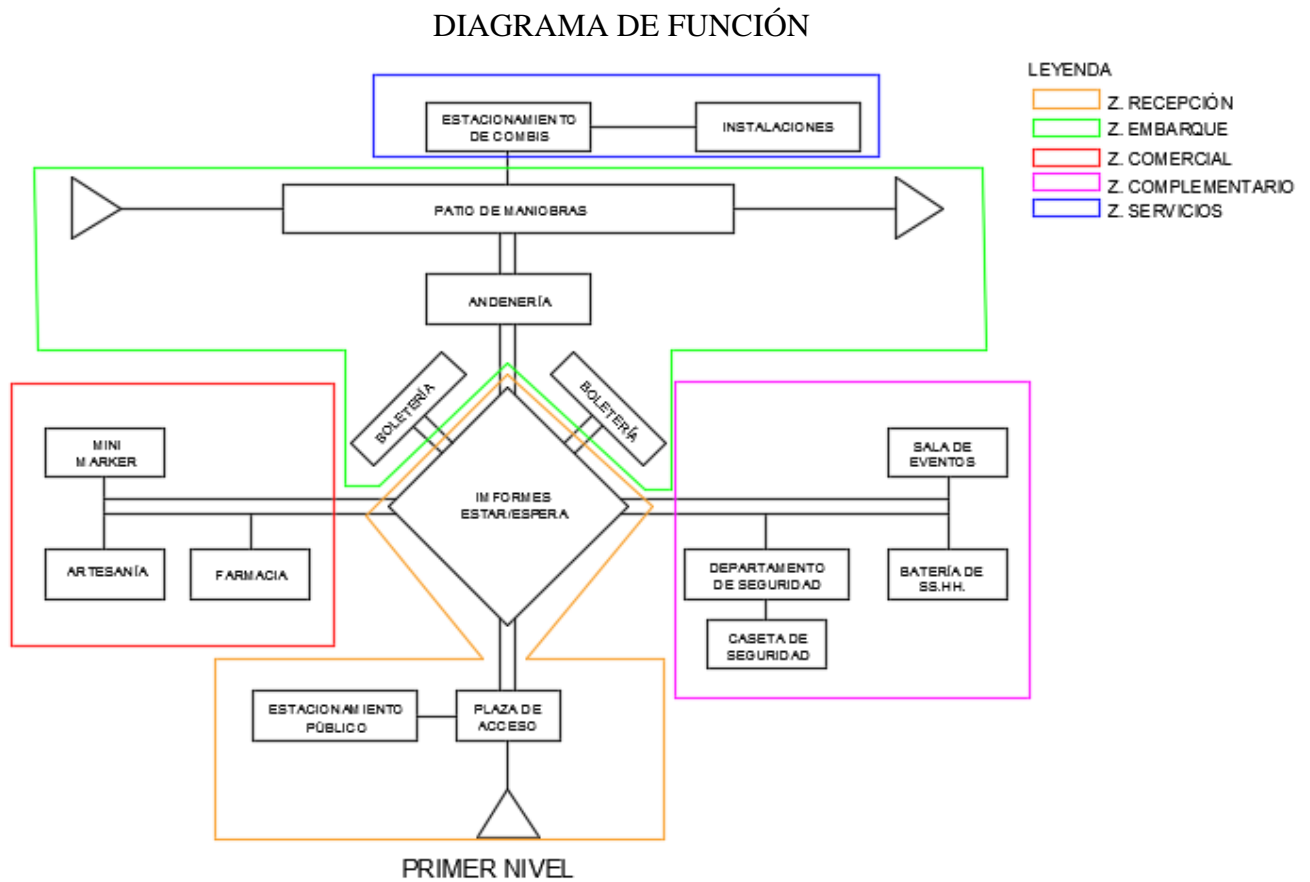 DIAGRAMA DE FUNCIÓN
LEYENDA
Z. RECEPCIÓN
Z. EMBARQUE
Z. COMERCIAL
Z. COMPLEMENTARIO
Z. SERVICIOS
ESTACIONAMIENTO
DE COMBIS
INSTALACIONES
PATIO DE MANIOBRAS
ANDENERÍA
BOLETERÍA
BOLETERÍA
MINI
MARKER
SALA DE
EVENTOS
IMFORMES
ESTAR/ESPERA
ARTESANÍA
FARMACIA
DEPARTAMENTO
DE SEGURIDAD
BATERÍA DE
SS.HH.
CASETA DE
SEGURIDAD
ESTACIONAMIENTO
PÚBLICO
PLAZA DE
ACCESO
PRIMER NIVEL